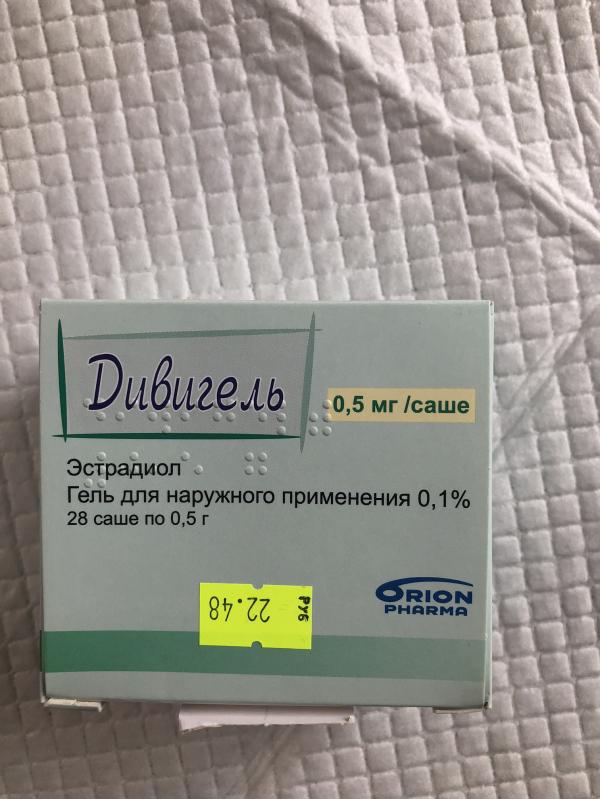 Дивигель
0,5 мг /саше
Эстрадиол
Гель для наружного применения 0,1%
28 саше по 0,5 г
ORION
PHARMA
22.48 РУБ